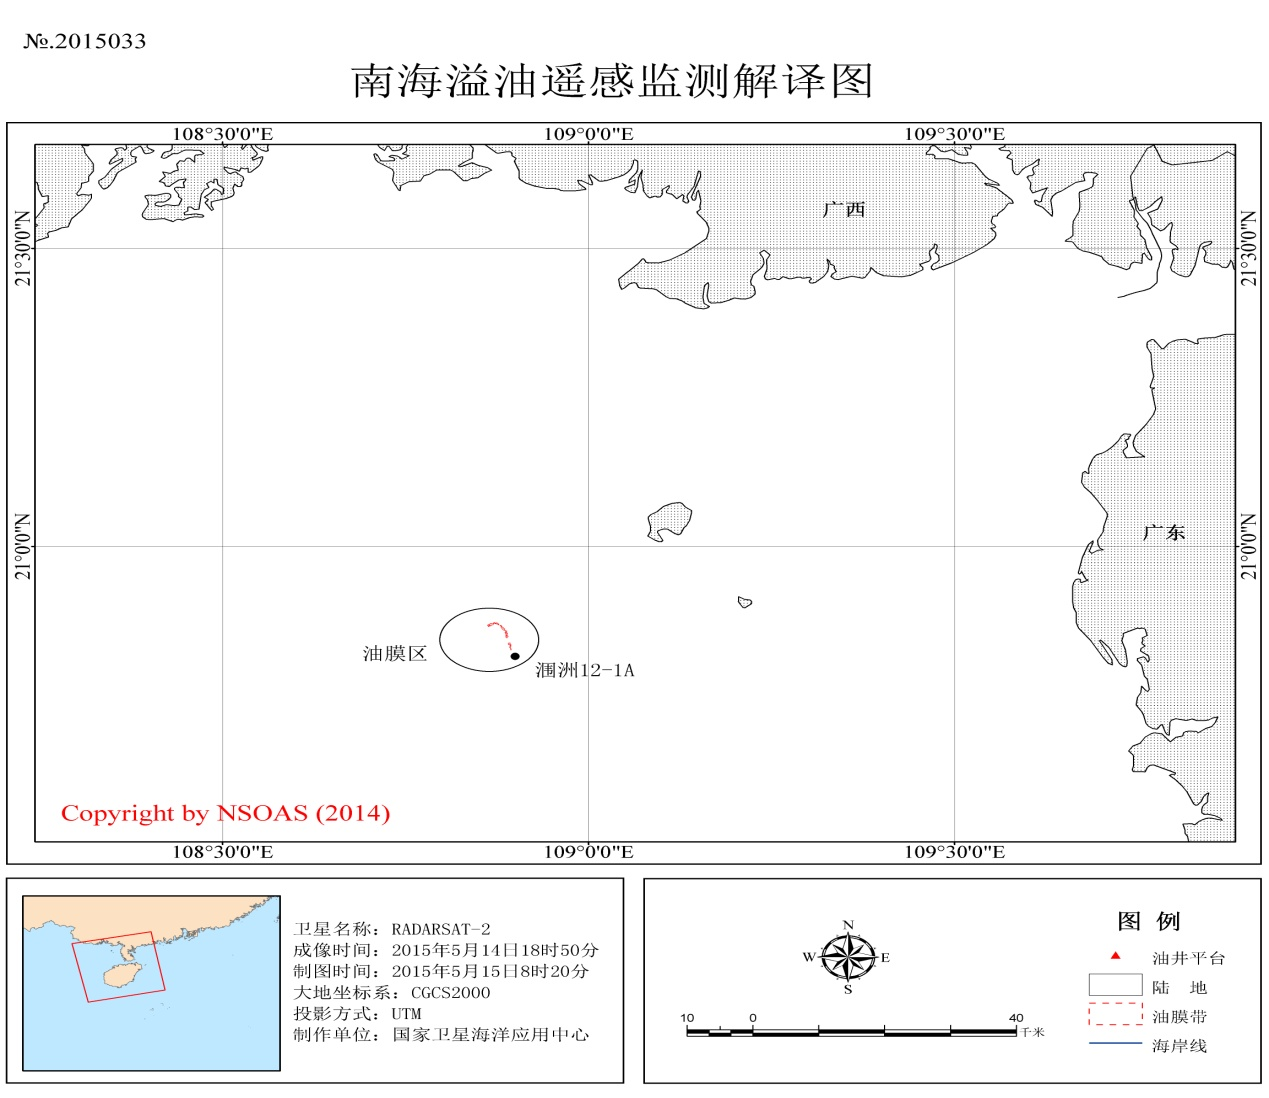 №.2015033
南海溢油遥感监测解译图
108°30'0"E
109°0'0"E
109°30'0"E
21°30'0"N
21°30'0"N
广西
21°0'0"N
21°0'0"N
广东
油膜区
涠洲12-1A
Copyright by NSOAS (2014)
108°30'0"E
109°0'0"E
109°30'0"E
卫星名称：RADARSAT-2
成像时间：2015年5月14日18时50分
制图时间：2015年5月15日8时20分
大地坐标系：CGCS2000
投影方式：UTM
制作单位：国家卫星海洋应用中心
N
W
E
S
10
0
40
千米
图 例
油井平台
陆 地
油膜带
海岸线